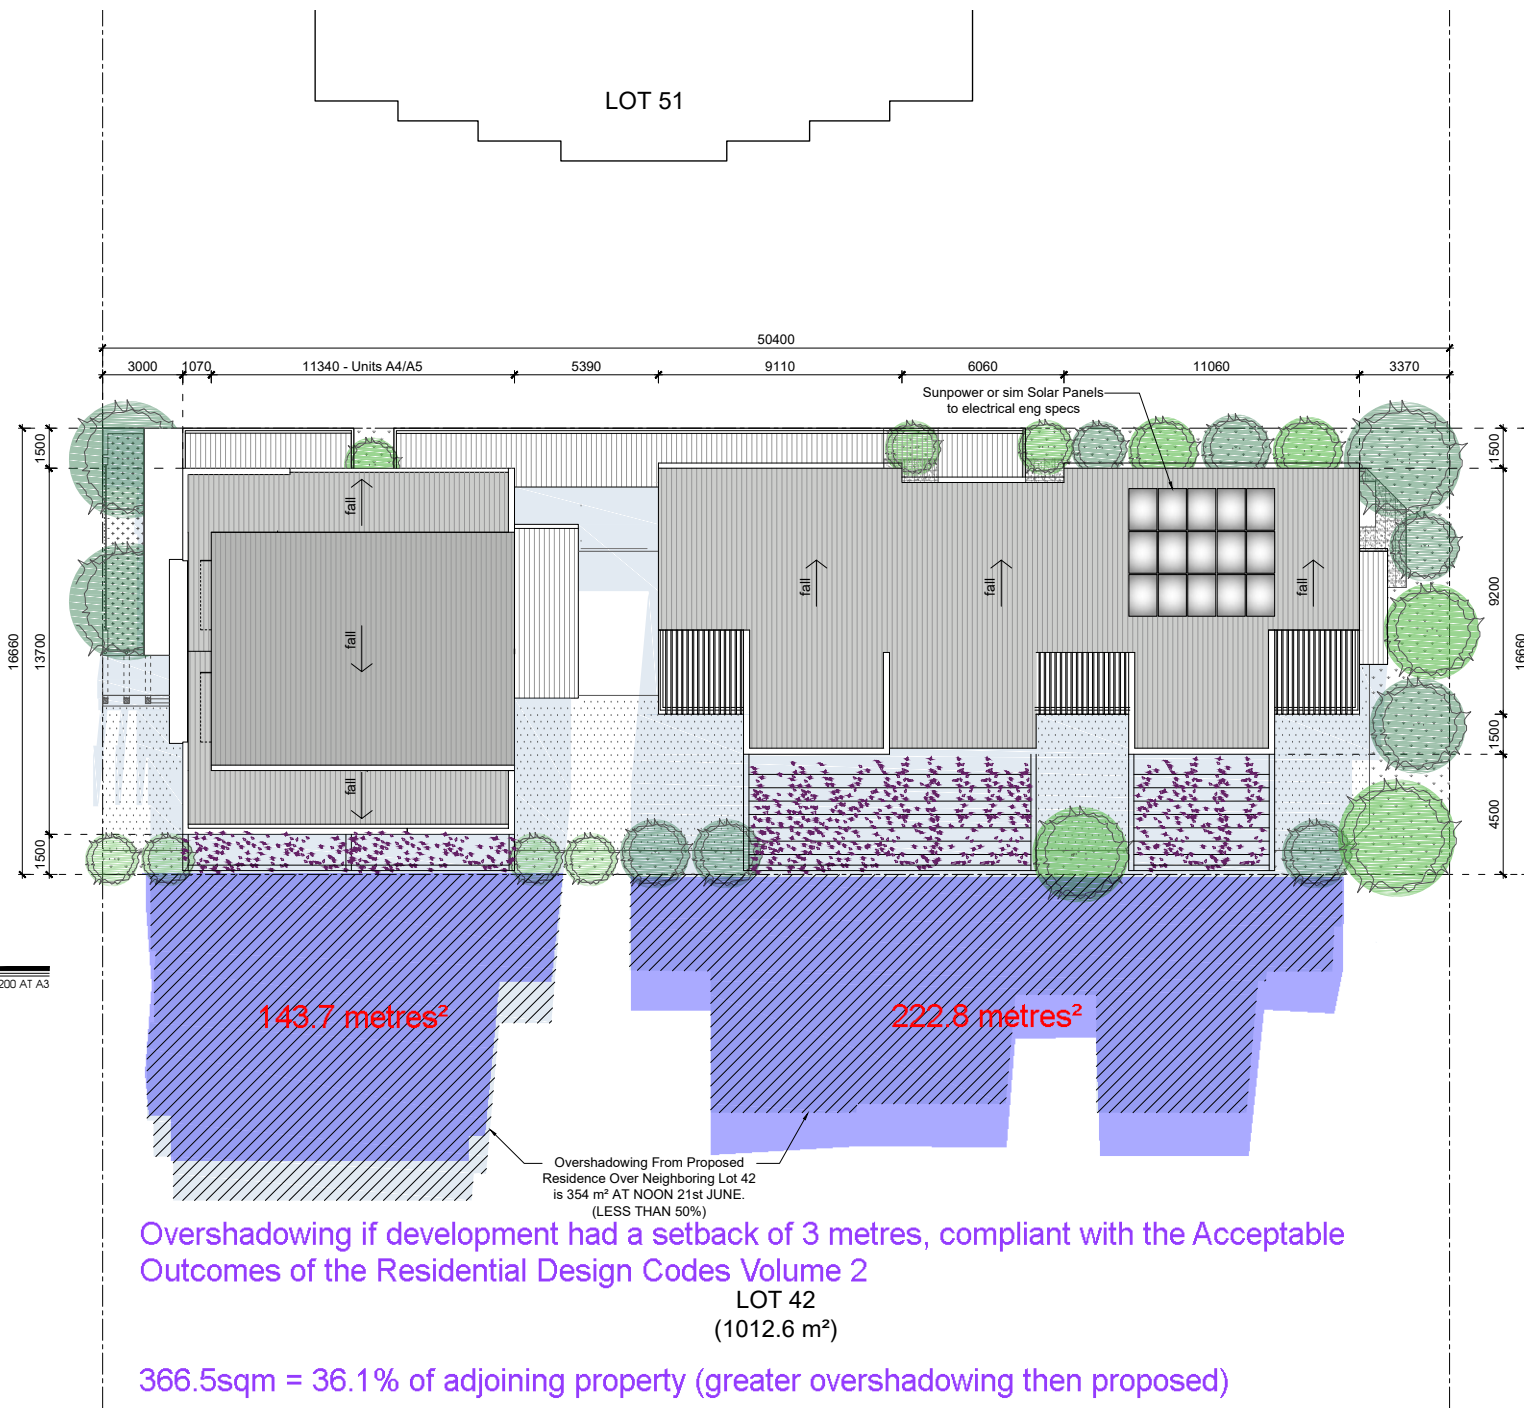 LOT 51
50400
3000
1070
11340 - Units A4/A5
5390
9110
6060
11060
3370
Sunpower or sim Solar Panels
to electrical eng specs
1500
1500
fall
fall
fall
fall
fall
16660
13700
9200
16660
1500
fall
4500
1500
200 AT A3
143.7 metres²
222.8 metres²
Overshadowing From Proposed
Residence Over Neighboring Lot 42
is 354 m² AT NOON 21st JUNE.
(LESS THAN 50%)
Overshadowing if development had a setback of 3 metres, compliant with the Acceptable
Outcomes of the Residential Design Codes Volume 2
LOT 42
(1012.6 m²)
366.5sqm = 36.1% of adjoining property (greater overshadowing then proposed)